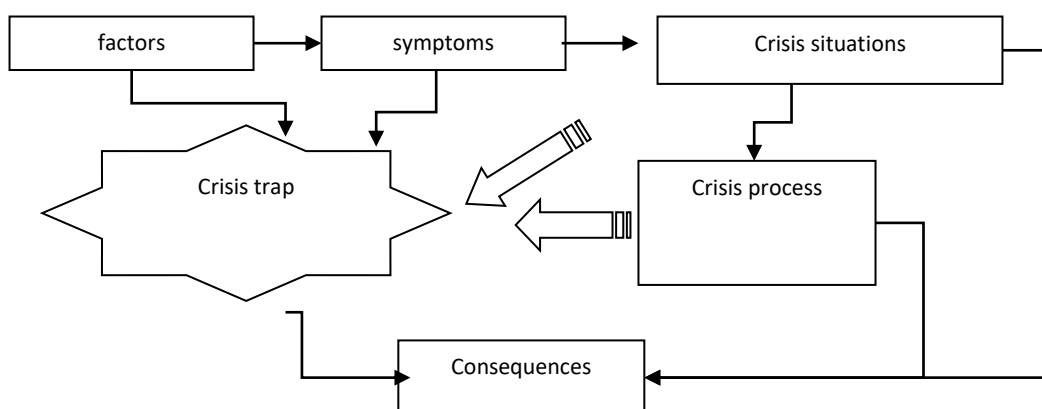 factors
symptoms
Crisis situations
Crisis trap
Crisis process
Consequences